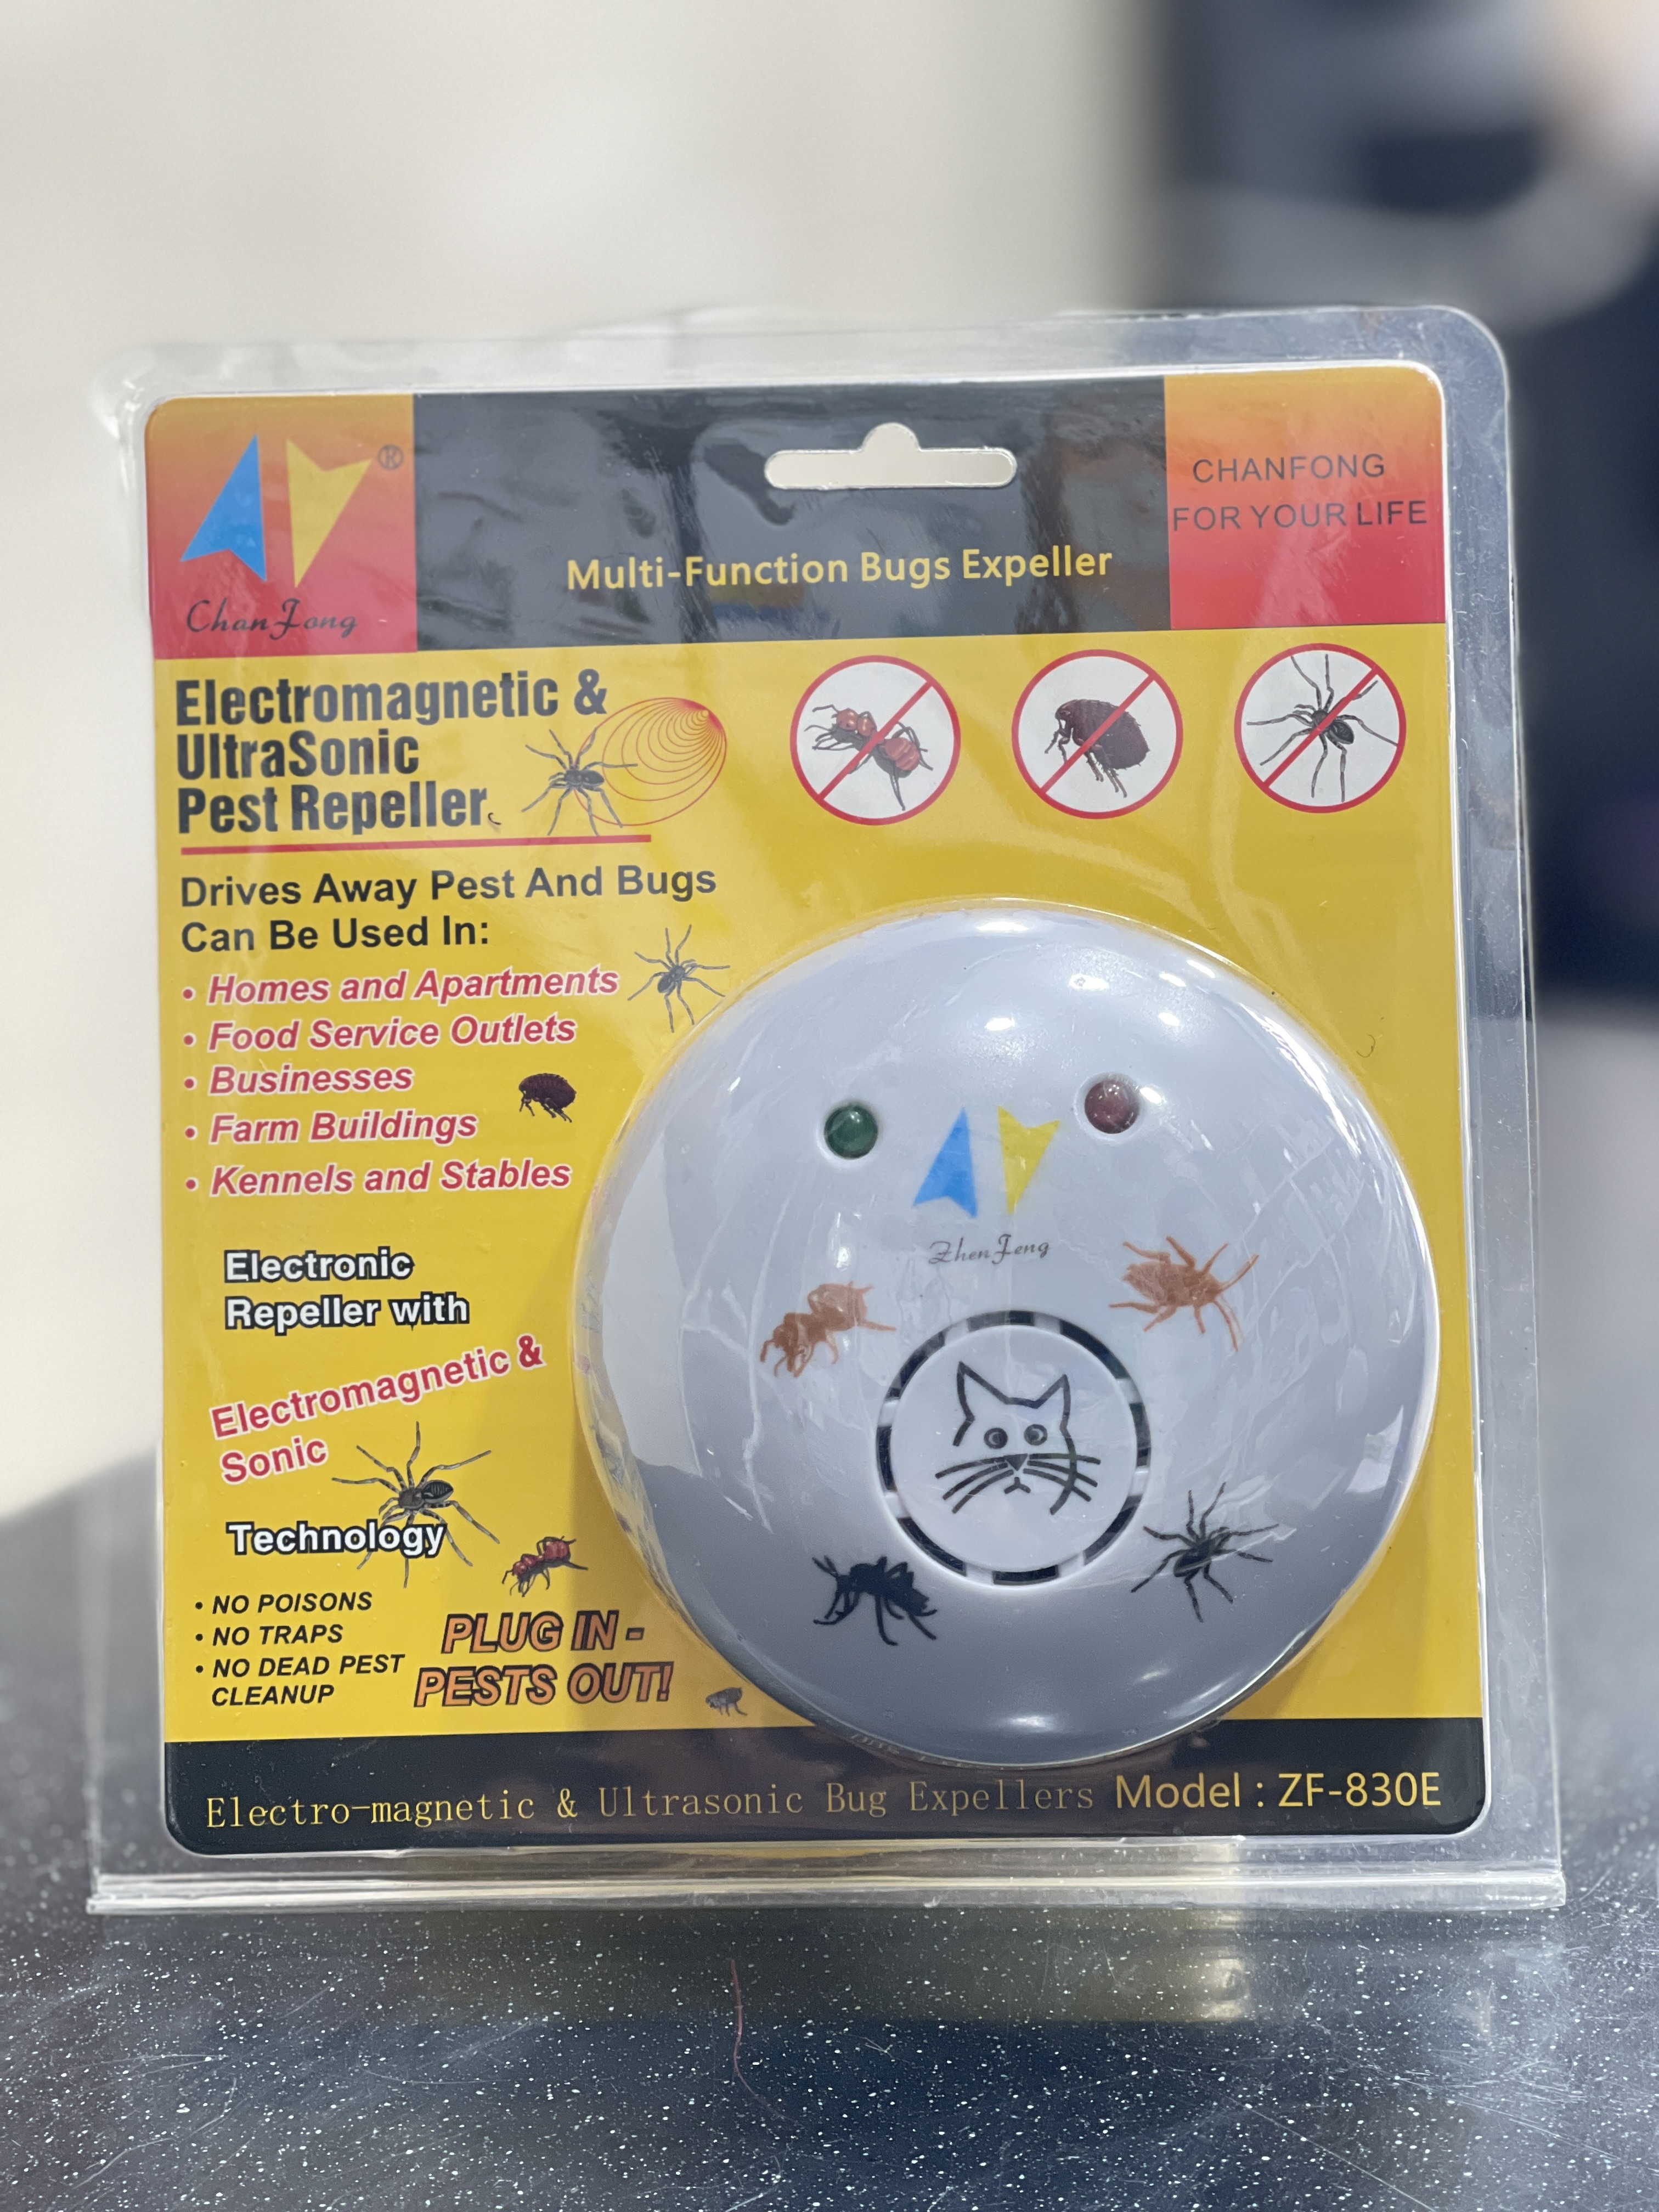 ®
ChanFong
Multi-Function Bugs Expeller
CHANFONG
FOR YOUR LIFE
Electromagnetic &
UltraSonic
Pest Repeller
Drives Away Pest And Bugs
Can Be Used In:
• Homes and Apartments
• Food Service Outlets
• Businesses
• Farm Buildings
• Kennels and Stables
Electronic
Repeller with
Electromagnetic &
Sonic
Technology
• NO POISONS
• NO TRAPS
• NO DEAD PEST
CLEANUP
PLUG IN -
PESTS OUT!
ZhenFeng
Electro-magnetic & Ultrasonic Bug Expellers Model : ZF-830E